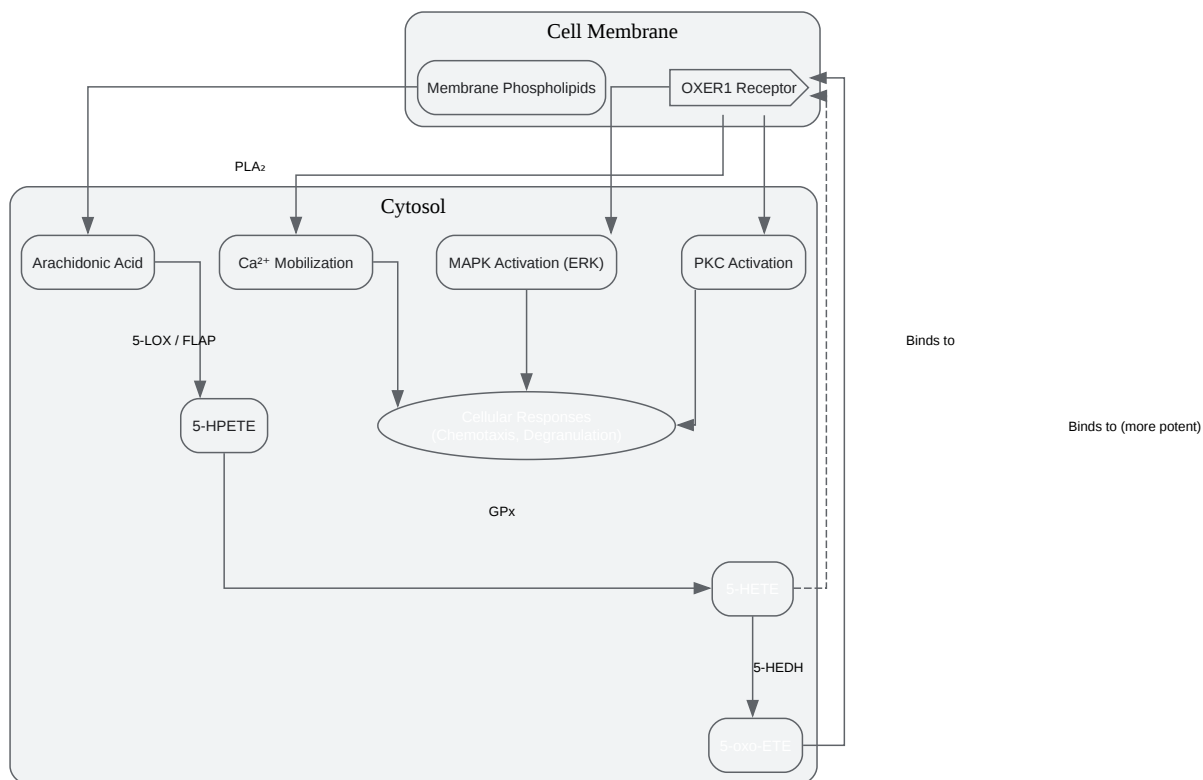 Cell Membrane
Membrane Phospholipids
OXER1 Receptor
PLA₂
Cytosol
Arachidonic Acid
Ca²⁺ Mobilization
MAPK Activation (ERK)
PKC Activation
5-LOX / FLAP
Binds to
5-HPETE
Cellular Responses
(Chemotaxis, Degranulation)
Binds to (more potent)
GPx
5-HETE
5-HEDH
5-oxo-ETE